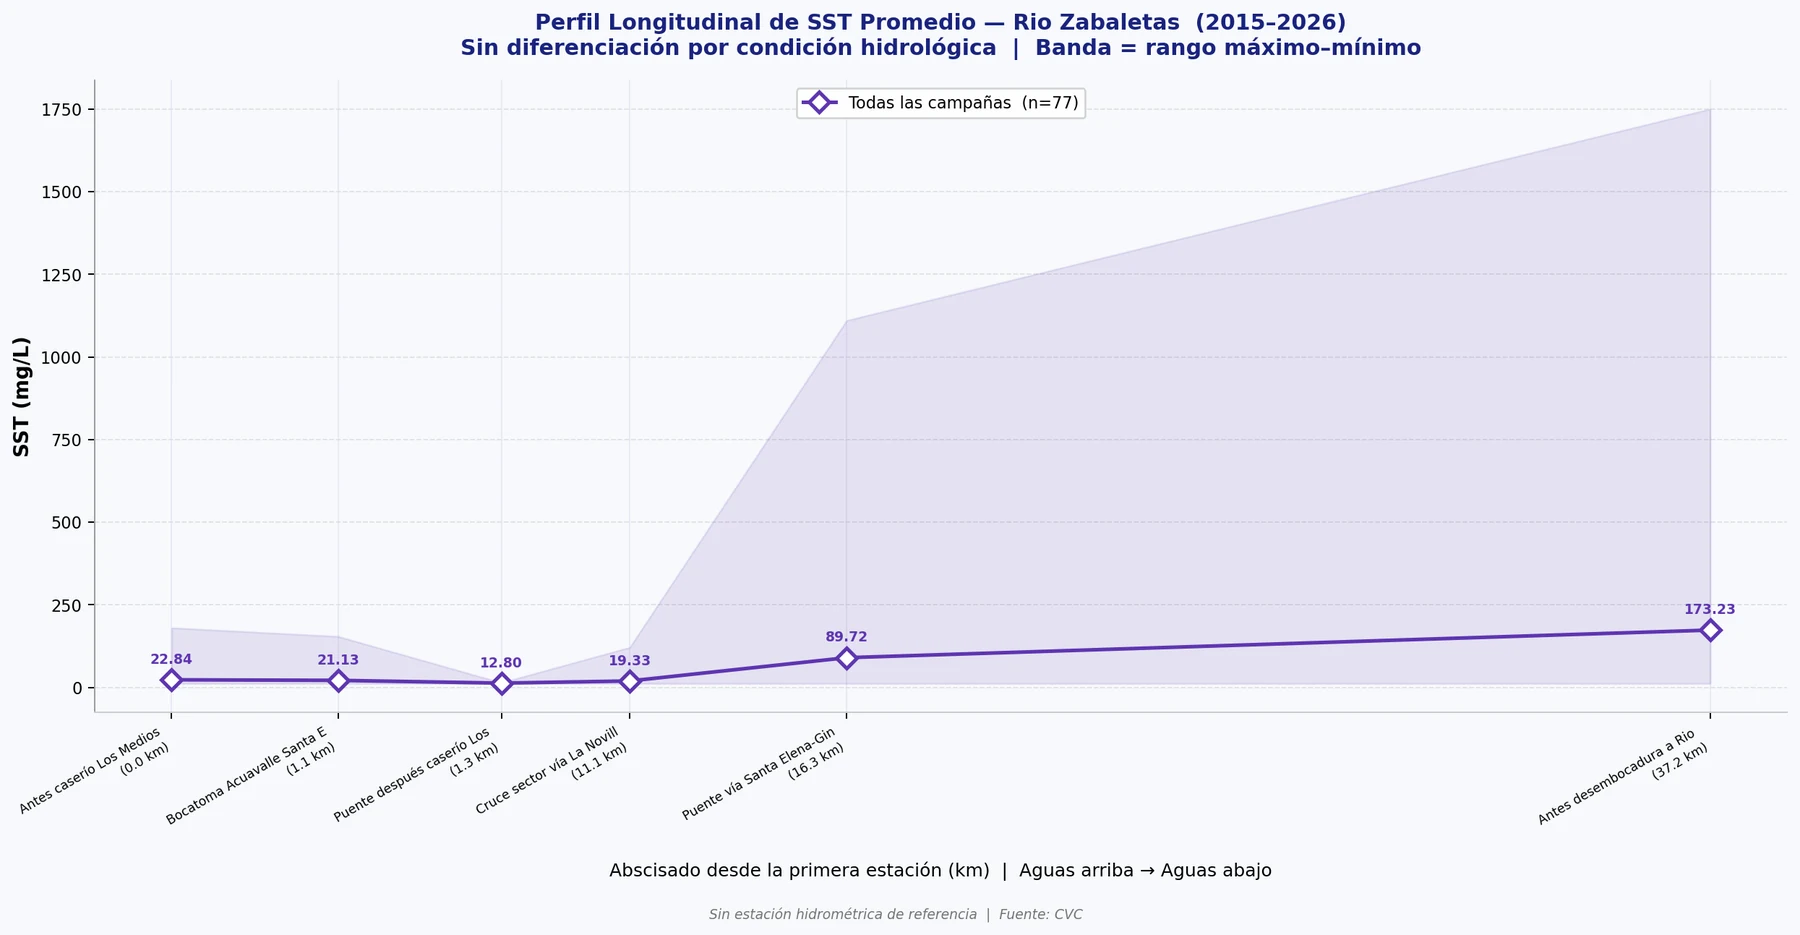 Perfil Longitudinal de SST Promedio — Rio Zabaletas (2015–2026)
Sin diferenciación por condición hidrológica | Banda = rango máximo–mínimo
Todas las campañas (n=77)
SST (mg/L)
1750
1500
1250
1000
750
500
250
0
22.84
21.13
12.80
19.33
89.72
173.23
Antes caserío Los Medios
(0.0 km)
Bocatoma Acuavalle Santa E
(1.1 km)
Puente después caserío Los
(1.3 km)
Cruce sector vía La Novill
(11.1 km)
Puente vía Santa Elena-Gin
(16.3 km)
Antes desembocadura a Rio
(37.2 km)
Abscisado desde la primera estación (km) | Aguas arriba → Aguas abajo
Sin estación hidrométrica de referencia | Fuente: CVC